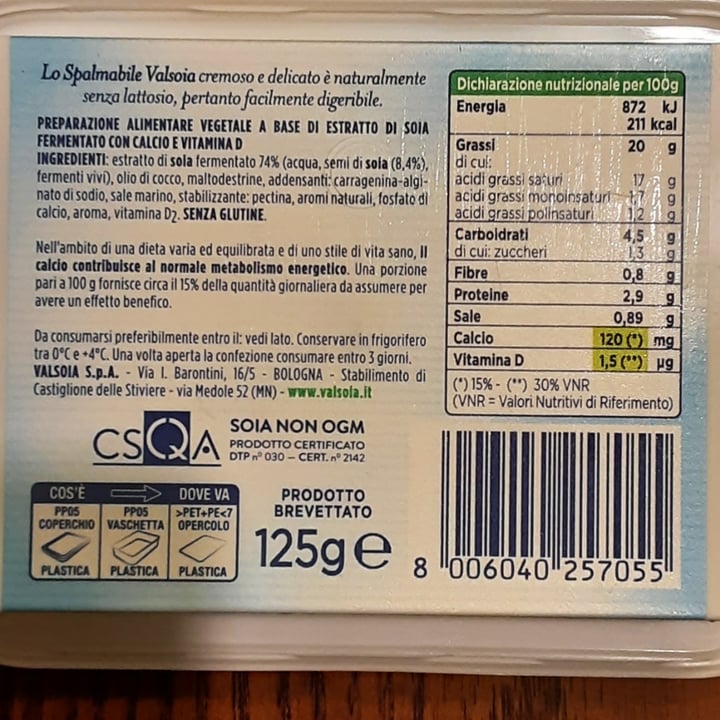 Lo Spalmabile Valsoia cremoso e delicato è naturalmente
senza lattosio, pertanto facilmente digeribile.
PREPARAZIONE ALIMENTARE VEGETALE A BASE DI ESTRATTO DI SOIA
FERMENTATO CON CALCIO E VITAMINA D
INGREDIENTI: estratto di soia fermentato 74% (acqua, semi di soia (8,4%),
fermenti vivi), olio di cocco, maltodestrine, addensanti: carragenina-algi-
nato di sodio, sale marino, stabilizzante: pectina, aromi naturali, fosfato di
calcio, aroma, vitamina D2. SENZA GLUTINE.
Nell'ambito di una dieta varia ed equilibrata e di uno stile di vita sano, il
calcio contribuisce al normale metabolismo energetico. Una porzione
pari a 100 g fornisce circa il 15% della quantità giornaliera da assumere per
avere un effetto benefico.
Da consumarsi preferibilmente entro il: vedi lato. Conservare in frigorifero
tra 0°C e +4°C. Una volta aperta la confezione consumare entro 3 giorni.
VALSOIA S.p.A. - Via I. Barontini, 16/5 - BOLOGNA - Stabilimento di
Castiglione delle Stiviere - via Medole 52 (MN) - www.valsoia.it
CSQA
SOIA NON OGM
PRODOTTO CERTIFICATO
DTP n° 030 - CERT. n° 2142
COS'È DOVE VA
PP05 COPERCHIO PLASTICA
PP05 VASCHETTA PLASTICA
>PET+PE<7 OPERCOLO PLASTICA
PRODOTTO
BREVETTATO
125g e
Dichiarazione nutrizionale per 100g
Energia 872 kJ
211 kcal
Grassi 20 g
di cui:
acidi grassi saturi 17 g
acidi grassi monoinsaturi 1,7 g
acidi grassi polinsaturi 1,2 g
Carboidrati 4,5 g
di cui: zuccheri 1,3 g
Fibre 0,8 g
Proteine 2,9 g
Sale 0,89 g
Calcio 120 (*) mg
Vitamina D 1,5 (**) µg
(*) 15% - (**) 30% VNR
(VNR = Valori Nutritivi di Riferimento)
8 006040 257055